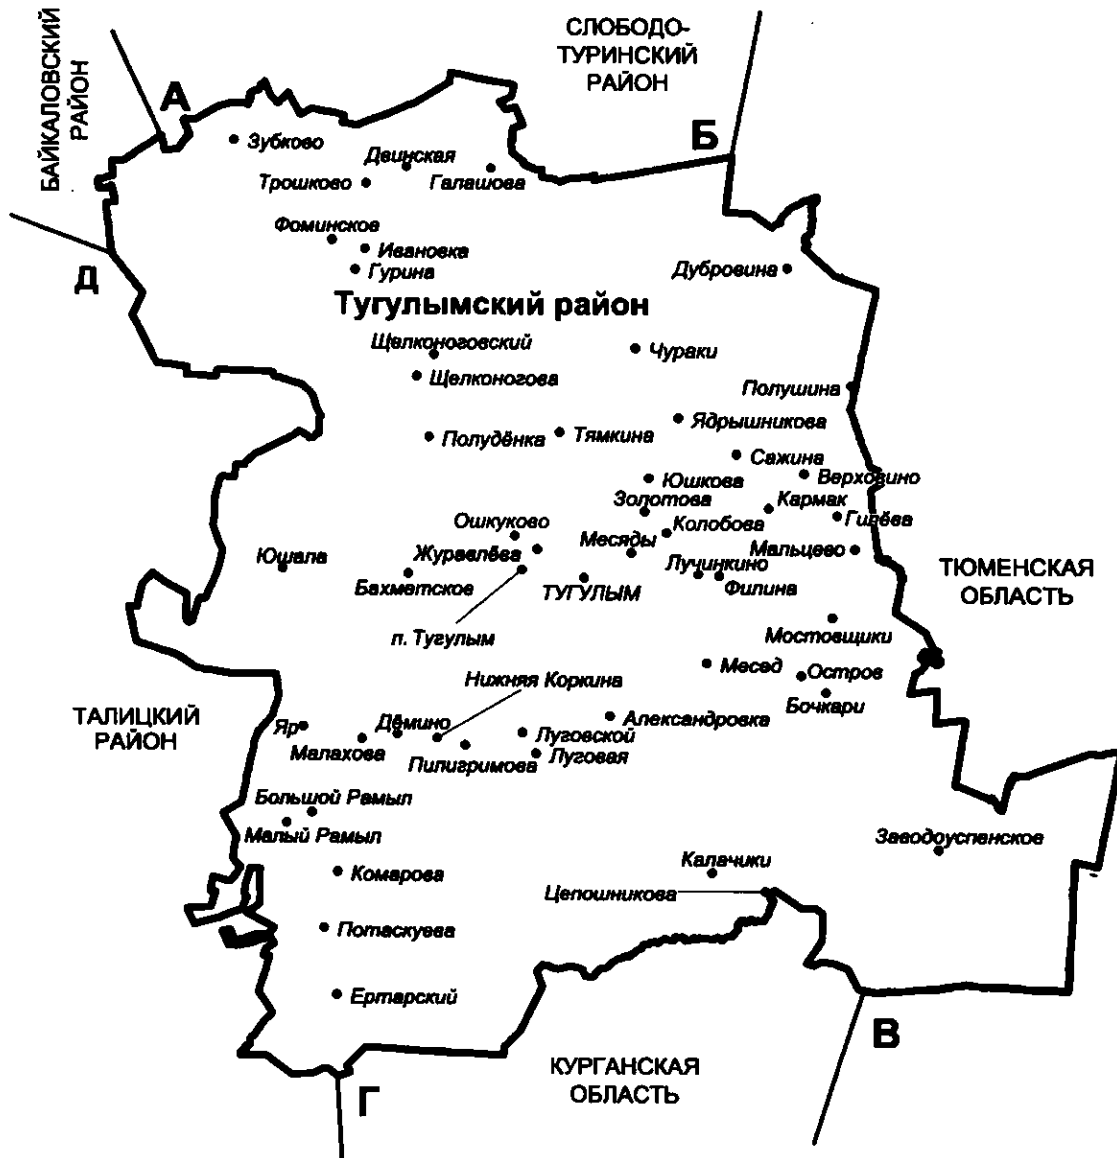 СЛОБОДО-
ТУРИНСКИЙ
РАЙОН
БАЙКАЛОВСКИЙ
РАЙОН
А
Б
Зубково
Двинская
Трошково
Галашова
Фоминское
Ивановка
Гурина
Дубровина
Д
Тугулымский район
Щелконоговский
Чураки
Щелконогова
Полушина
Ядрышникова
Полудёнка
Тямкина
Сажина
Юшкова
Верховино
Золотова
Кармак
Гилёва
Ошкуково
Колобова
Месяды
Журавлёва
Мальцево
Юшала
Лучинкино
Бахметское
ТУГУЛЫМ
Филина
ТЮМЕНСКАЯ
ОБЛАСТЬ
п. Тугулым
Мостовщики
Месед
Остров
Нижняя Коркина
Бочкари
ТАЛИЦКИЙ
РАЙОН
Яр
Дёмино
Александровка
Малахова
Луговской
Пилигримова
Луговая
Большой Рамыл
Малый Рамыл
Заводоуспенское
Комарова
Калачики
Цепошникова
Потаскуева
Ертарский
В
КУРГАНСКАЯ
ОБЛАСТЬ
Г